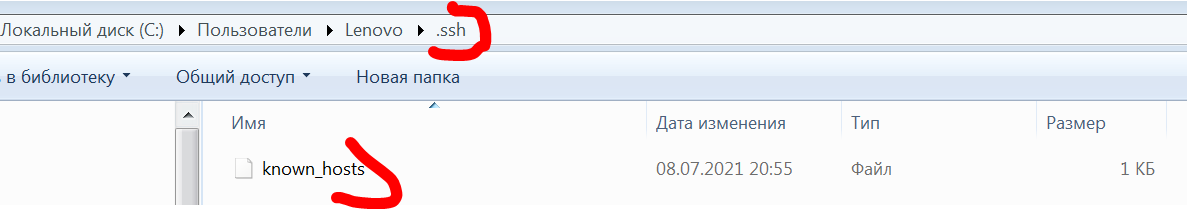 Локальный диск (C:) ▸ Пользователи ▸ Lenovo ▸ .ssh
в библиотеку Общий доступ Новая папка
Имя Дата изменения Тип Размер
known_hosts 08.07.2021 20:55 Файл 1 КБ